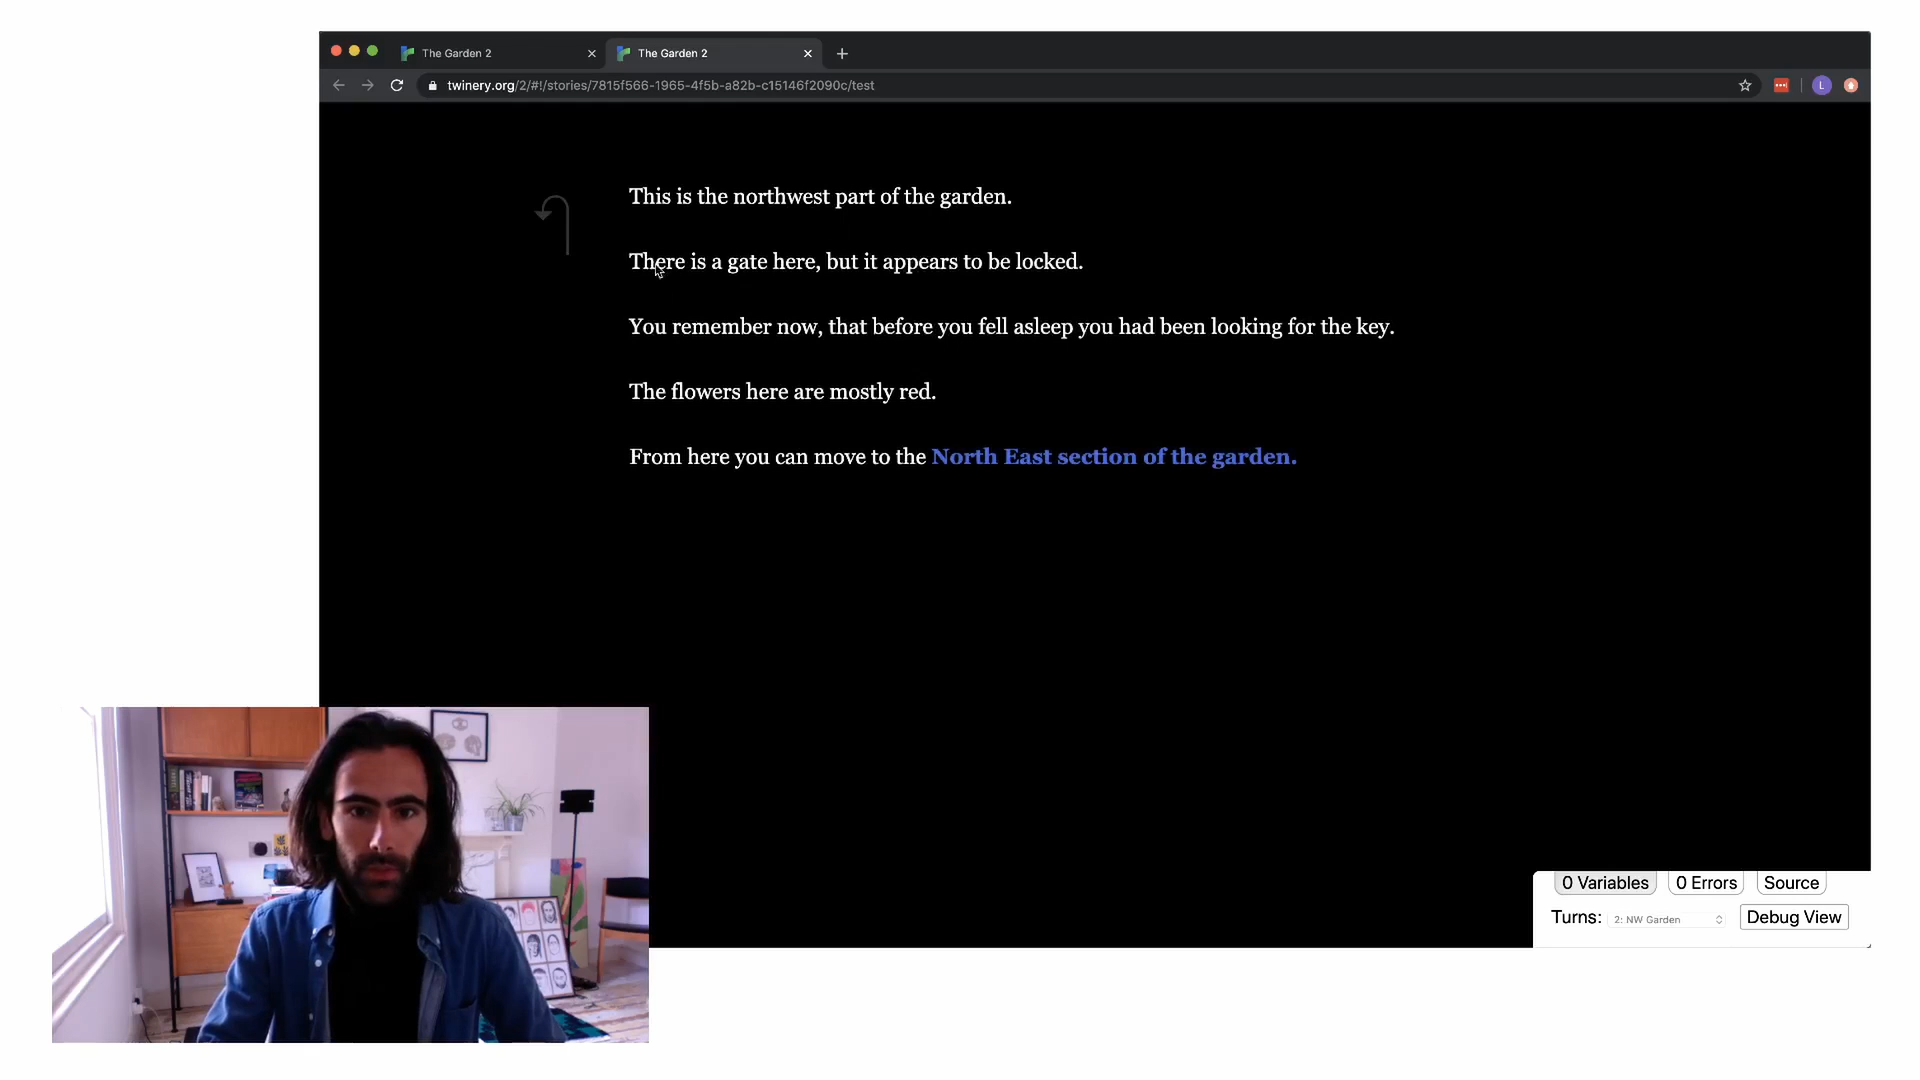 The Garden 2
The Garden 2
twinery.org/2/#!/stories/7815f566-1965-4f5b-a82b-c15146f2090c/test
L
This is the northwest part of the garden.
There is a gate here, but it appears to be locked.
You remember now, that before you fell asleep you had been looking for the key.
The flowers here are mostly red.
From here you can move to the North East section of the garden.
0 Variables 0 Errors Source
Turns: 2: NW Garden Debug View